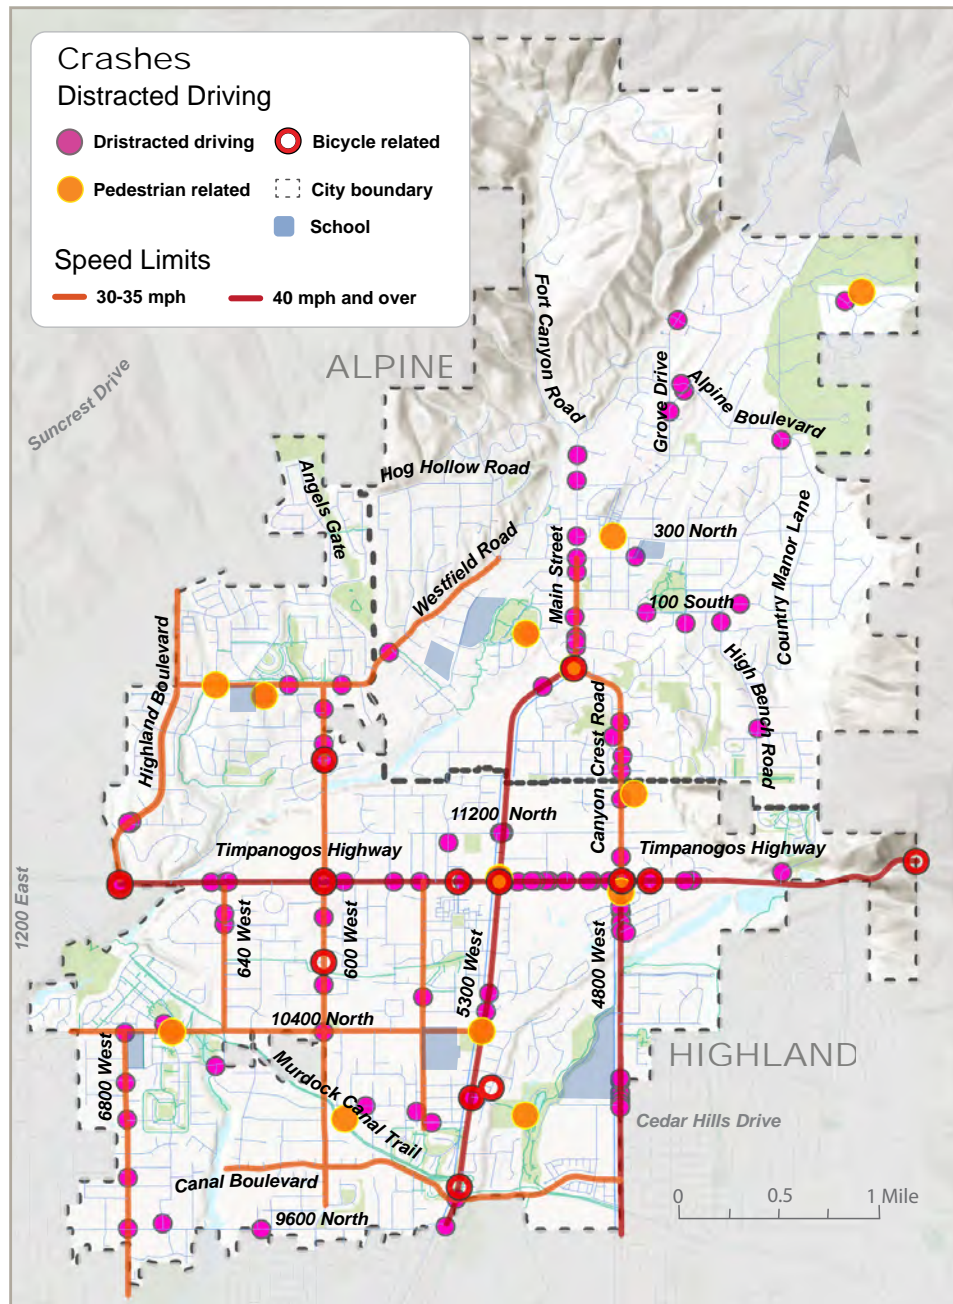 Crashes
Distracted Driving
Dristracted driving
Bicycle related
Pedestrian related
City boundary
School
Speed Limits
30-35 mph
40 mph and over
N
ALPINE
Suncrest Drive
Fort Canyon Road
Grove Drive
Alpine Boulevard
Angels Gate
Hog Hollow Road
Westfield Road
Main Street
300 North
100 South
Country Manor Lane
High Bench Road
Highland Boulevard
Canyon Crest Road
11200 North
Timpanogos Highway
Timpanogos Highway
1200 East
640 West
600 West
5300 West
4800 West
10400 North
6800 West
Murdock Canal Trail
HIGHLAND
Cedar Hills Drive
Canal Boulevard
9600 North
0 0.5 1 Mile